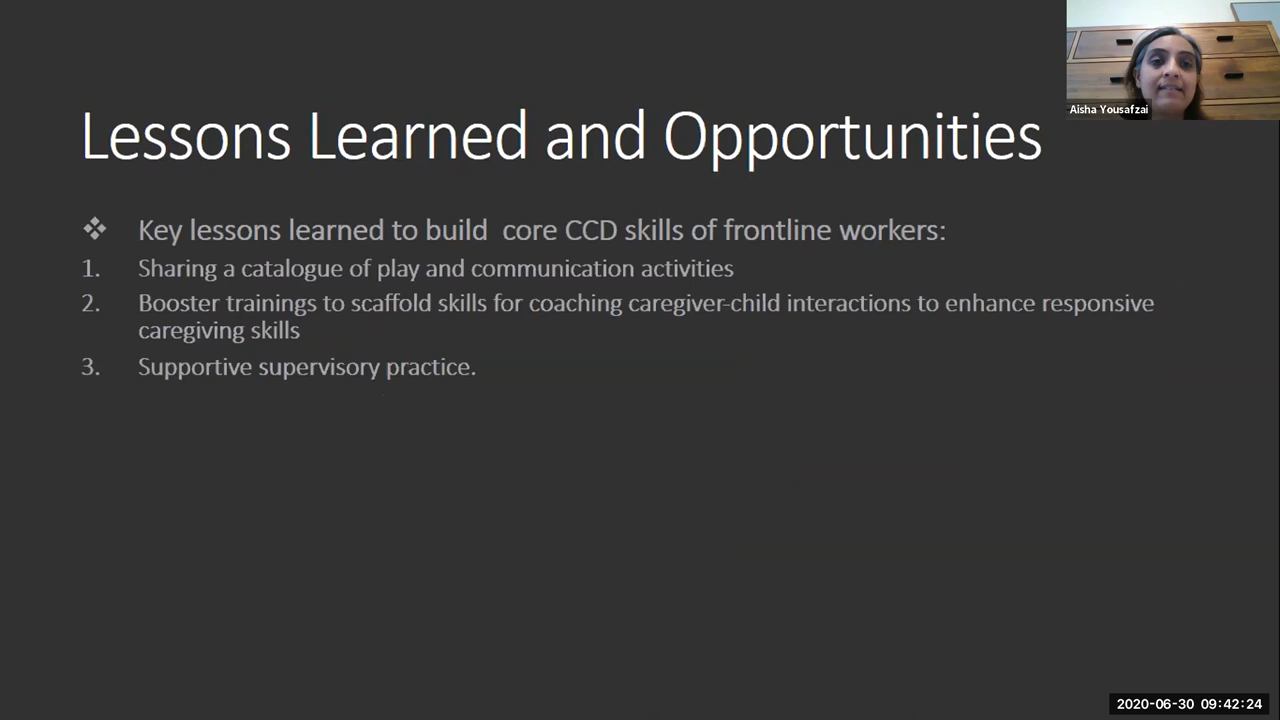 Aisha Yousafzai
Lessons Learned and Opportunities
❖ Key lessons learned to build core CCD skills of frontline workers:
1. Sharing a catalogue of play and communication activities
2. Booster trainings to scaffold skills for coaching caregiver-child interactions to enhance responsive
caregiving skills
3. Supportive supervisory practice.
2020-06-30 09:42:24